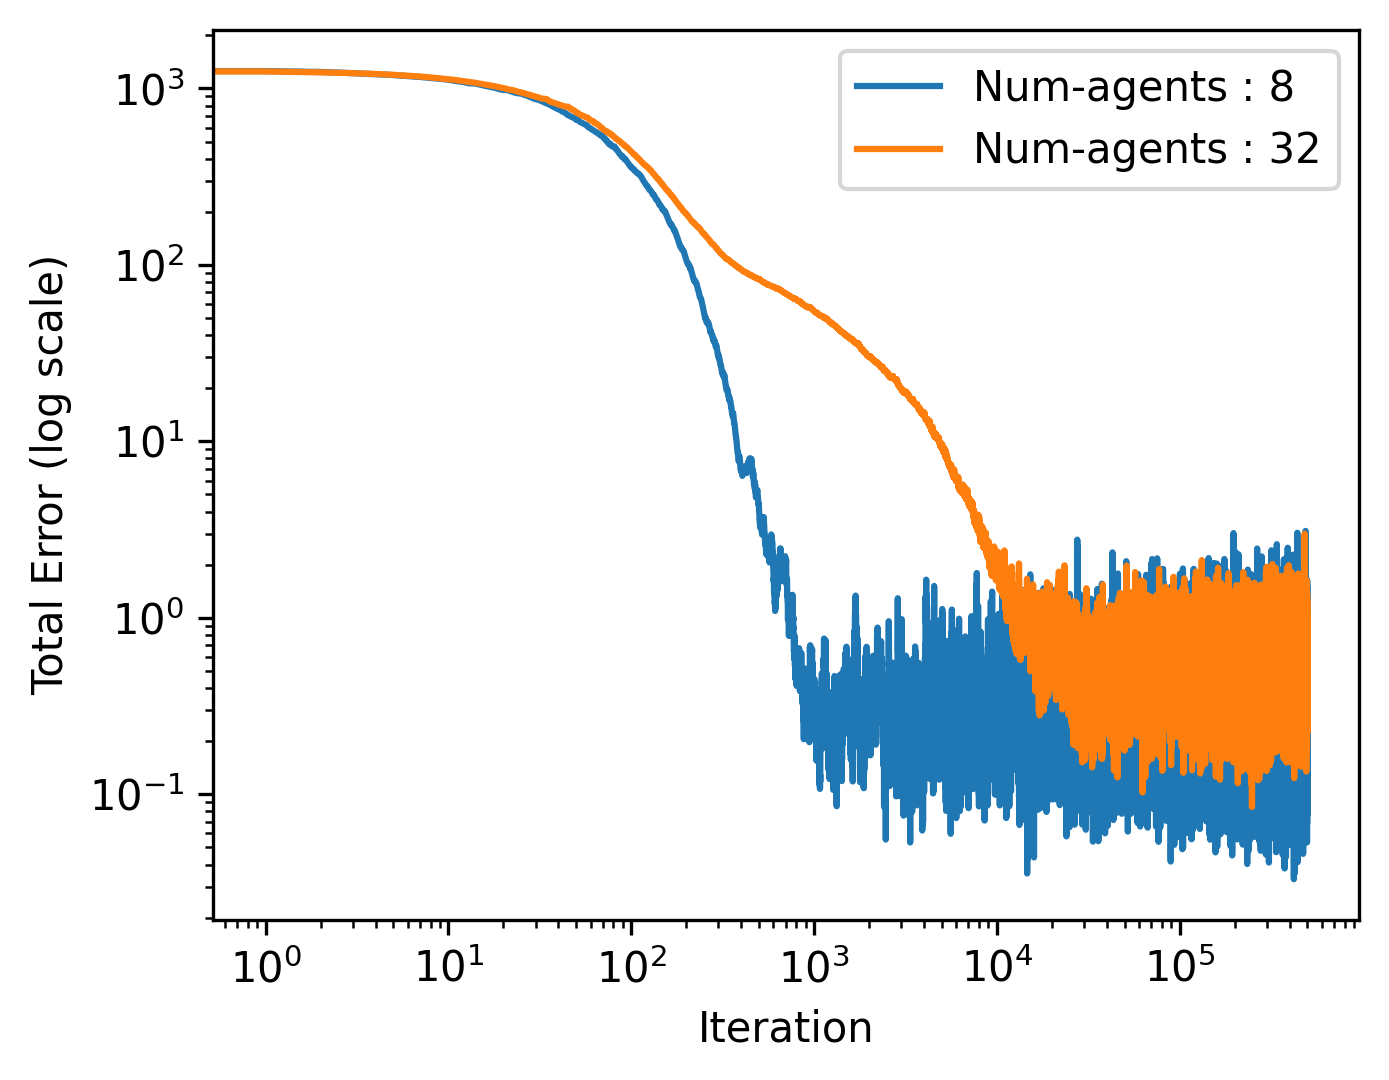 Num-agents : 8
Num-agents : 32
Total Error (log scale)
10³
10²
10¹
10⁰
10⁻¹
10⁰ 10¹ 10² 10³ 10⁴ 10⁵
Iteration